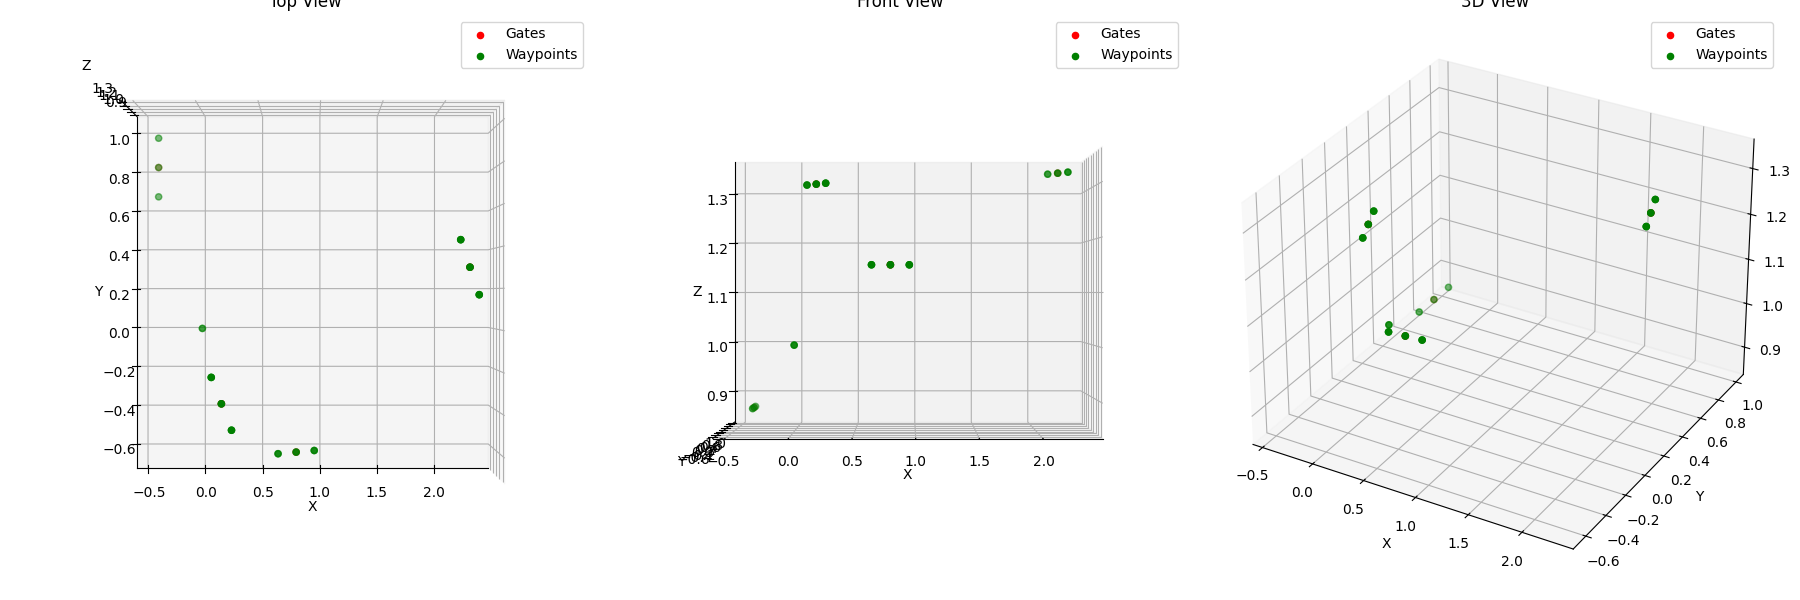 Top View
Gates
Waypoints
Z
1.3
1.0
0.8
0.6
0.4
Y 0.2
0.0
−0.2
−0.4
−0.6
−0.5 0.0 0.5 1.0 1.5 2.0
X
Front View
Gates
Waypoints
1.3
1.2
Z
1.1
1.0
0.9
Y
−0.5 0.0 0.5 1.0 1.5 2.0
X
3D View
Gates
Waypoints
1.3
1.2
1.1
1.0
0.9
1.0
0.8
0.6
0.4
0.2
0.0
Y
−0.2
−0.4
−0.6
−0.5
0.0
0.5
1.0
X
1.5
2.0